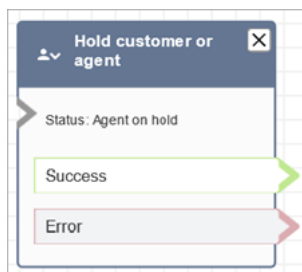 Hold customer or
agent
Status: Agent on hold
Success
Error